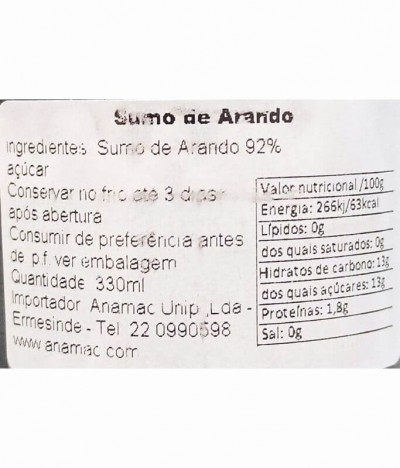 Sumo de Arando
Ingredientes Sumo de Arando 92%
açúcar
Conservar no frio até 3 dias
após abertura
Consumir de preferência antes
de p.f. ver embalagem
Quantidade 330ml
Importador Anamac Unip ,Lda -
Ermesinde - Tel 22 0990598
www.anamac.com
Valor nutricional /100g
Energia: 266kj/63kcal
Lípidos: 0g
dos quais saturados: 0g
Hidratos de carbono: 13g
dos quais açúcares: 13g
Proteínas: 1,8g
Sal: 0g